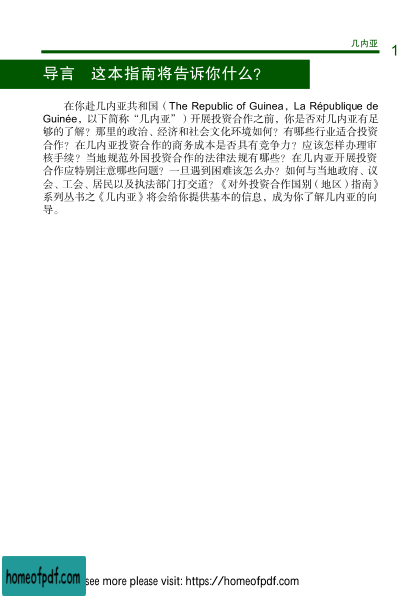 几内亚
1
导言 这本指南将告诉你什么？
在你赴几内亚共和国（The Republic of Guinea，La République de
Guinée，以下简称“几内亚”）开展投资合作之前，你是否对几内亚有足
够的了解？那里的政治、经济和社会文化环境如何？有哪些行业适合投资
合作？在几内亚投资合作的商务成本是否具有竞争力？应该怎样办理审
核手续？当地规范外国投资合作的法律法规有哪些？在几内亚开展投资
合作应特别注意哪些问题？一旦遇到困难该怎么办？如何与当地政府、议
会、工会、居民以及执法部门打交道？《对外投资合作国别（地区）指南》
系列丛书之《几内亚》将会给你提供基本的信息，成为你了解几内亚的向
导。
homeofpdf.com
see more please visit: https://homeofpdf.com